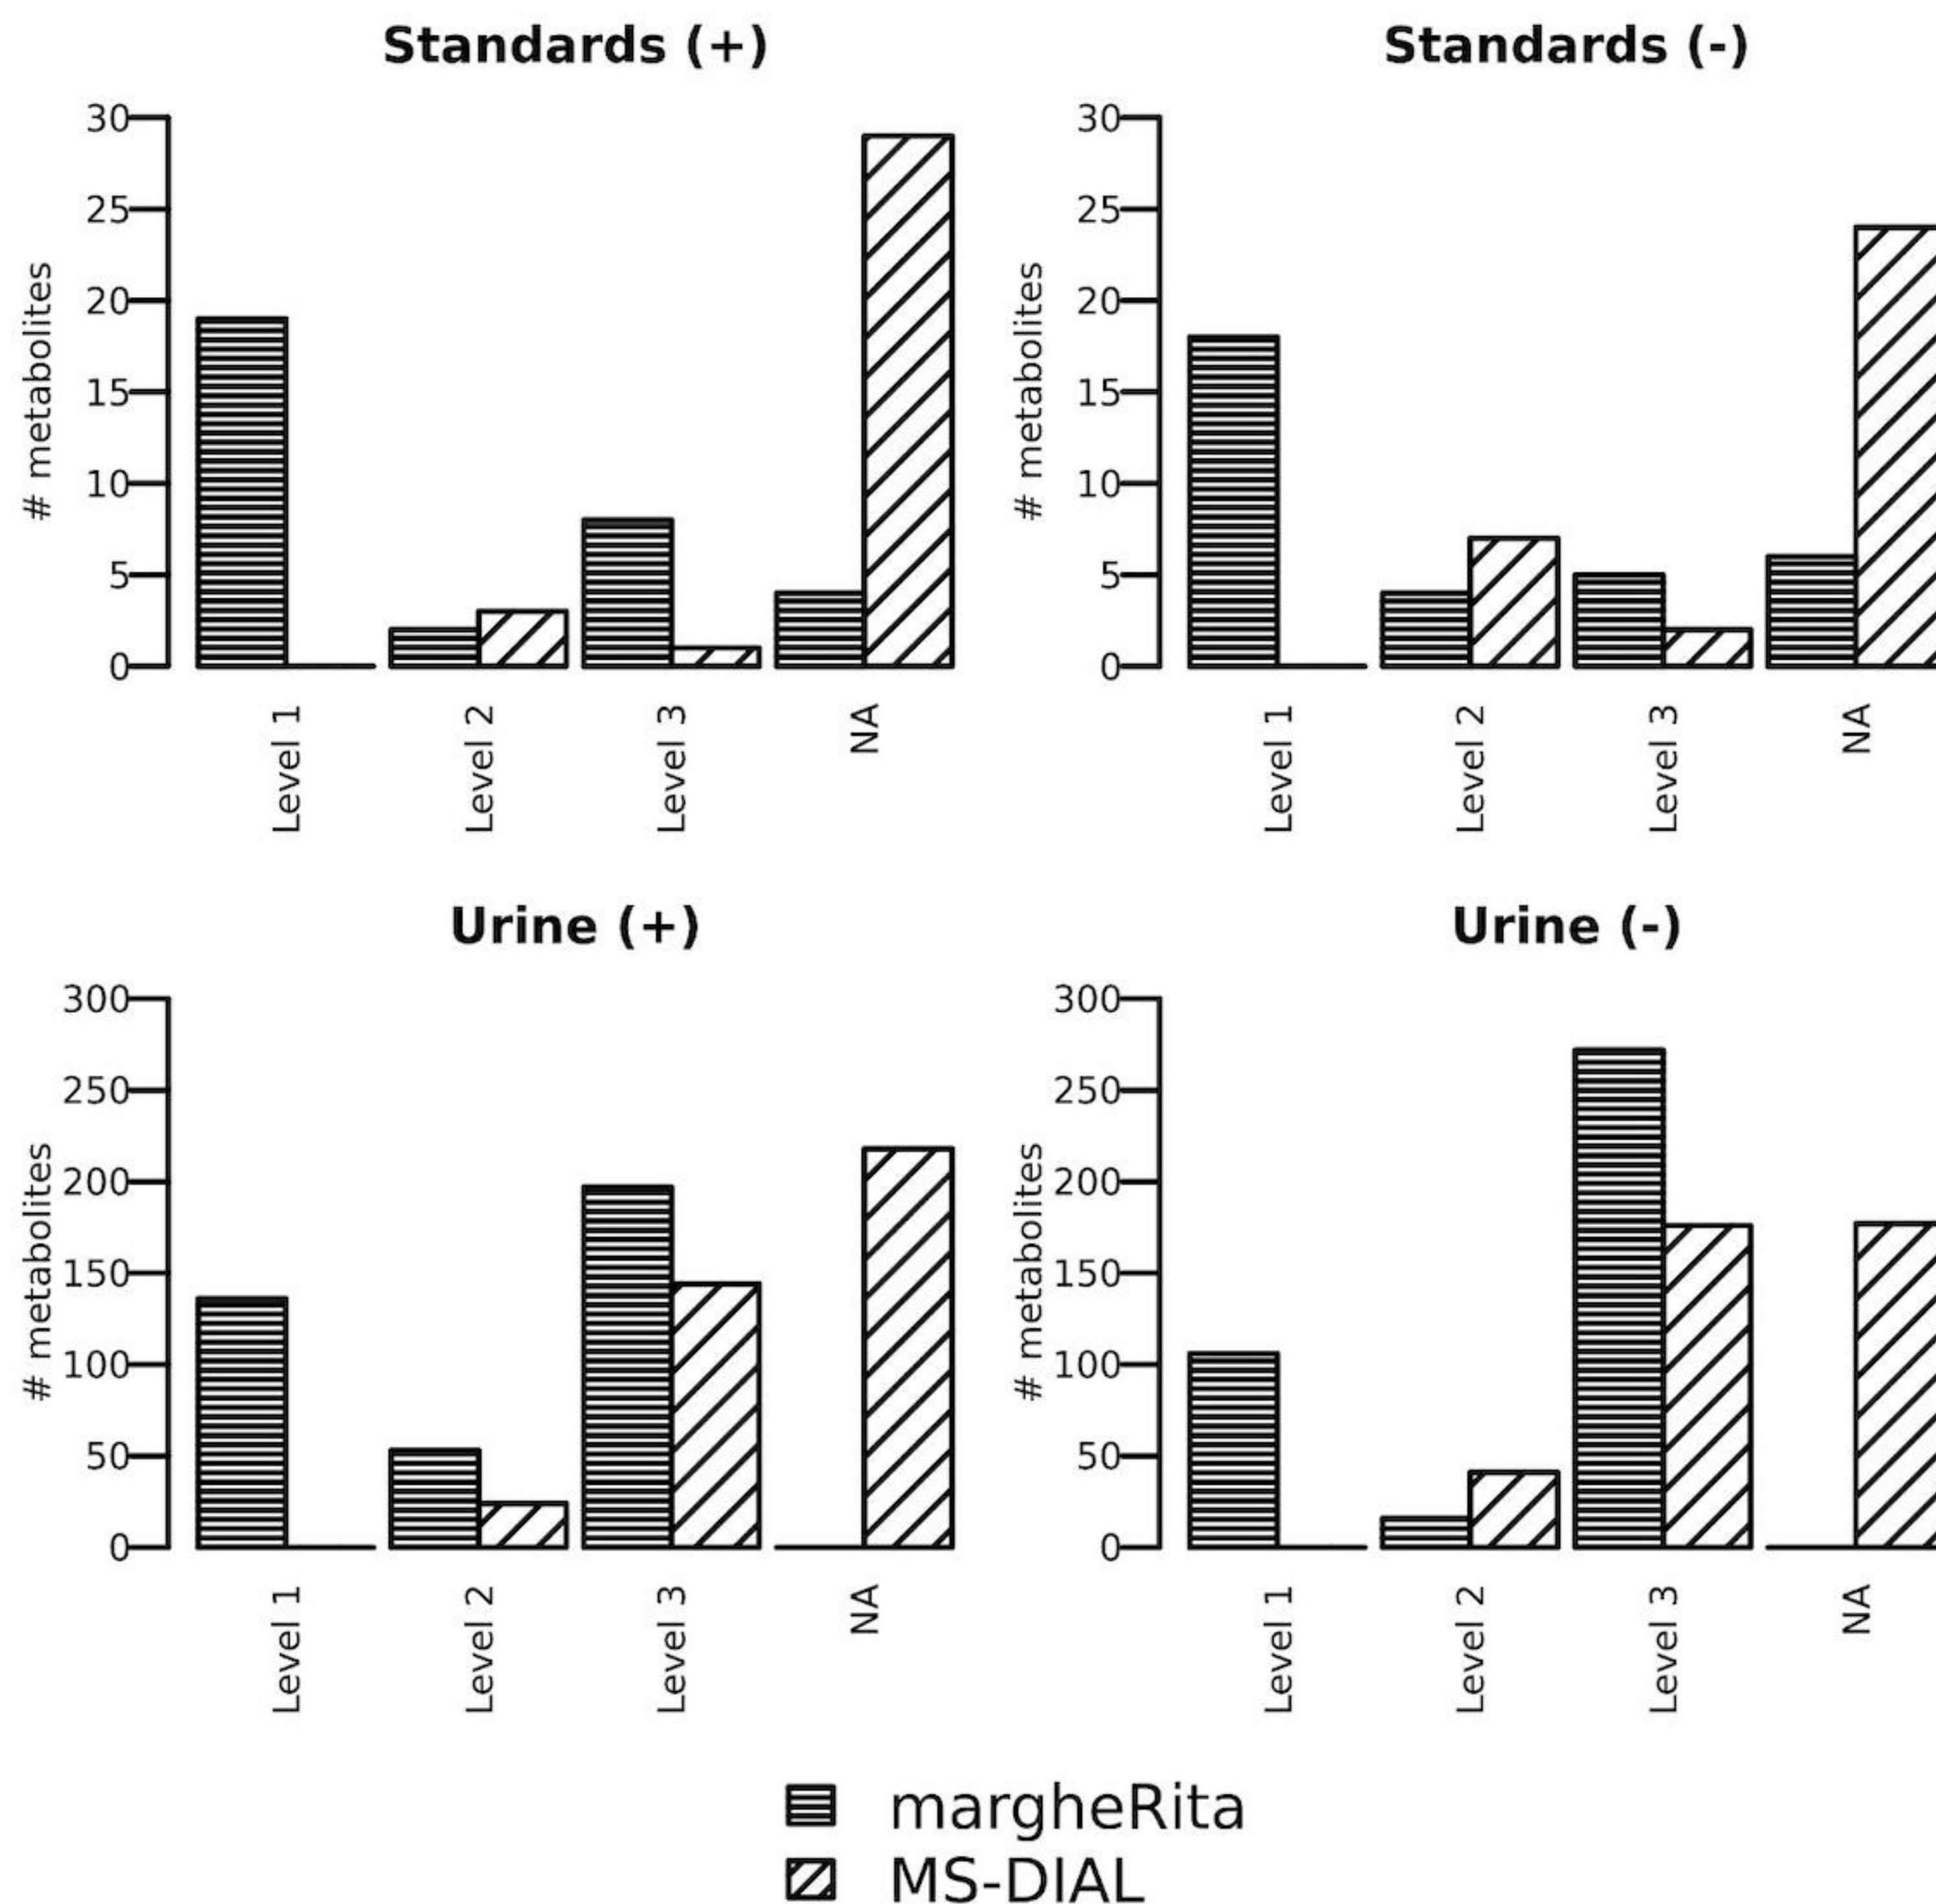 Standards (+)
30
25
20
15
10
5
0
# metabolites
Level 1
Level 2
Level 3
NA
Standards (-)
30
25
20
15
10
5
0
# metabolites
Level 1
Level 2
Level 3
NA
Urine (+)
300
250
200
150
100
50
0
# metabolites
Level 1
Level 2
Level 3
NA
Urine (-)
300
250
200
150
100
50
0
# metabolites
Level 1
Level 2
Level 3
NA
margheRita
MS-DIAL